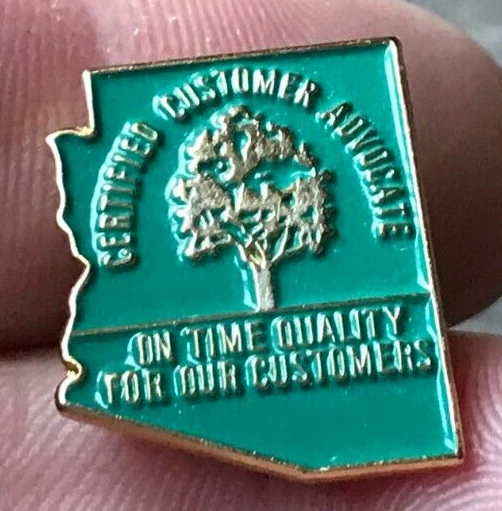 CERTIFIED CUSTOMER ADVOCATE
ON TIME QUALITY
FOR OUR CUSTOMERS